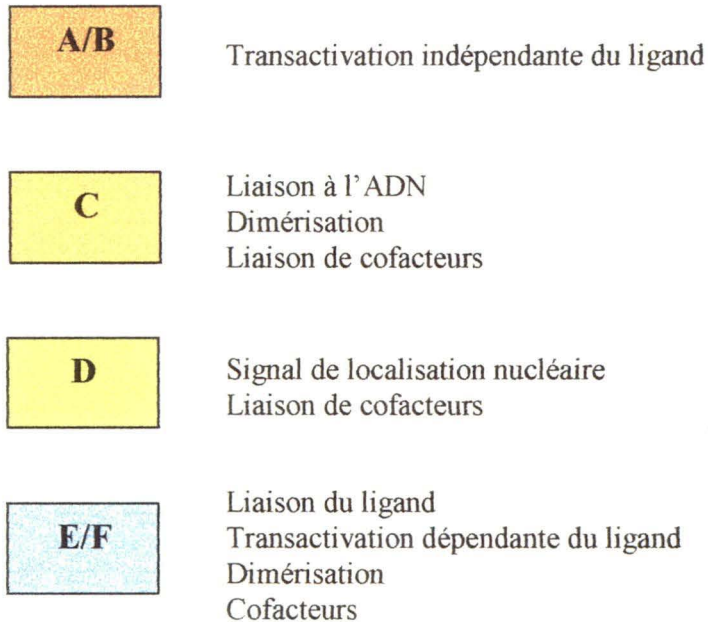 A/B
Transactivation indépendante du ligand
C
Liaison à l'ADN
Dimérisation
Liaison de cofacteurs
D
Signal de localisation nucléaire
Liaison de cofacteurs
E/F
Liaison du ligand
Transactivation dépendante du ligand
Dimérisation
Cofacteurs